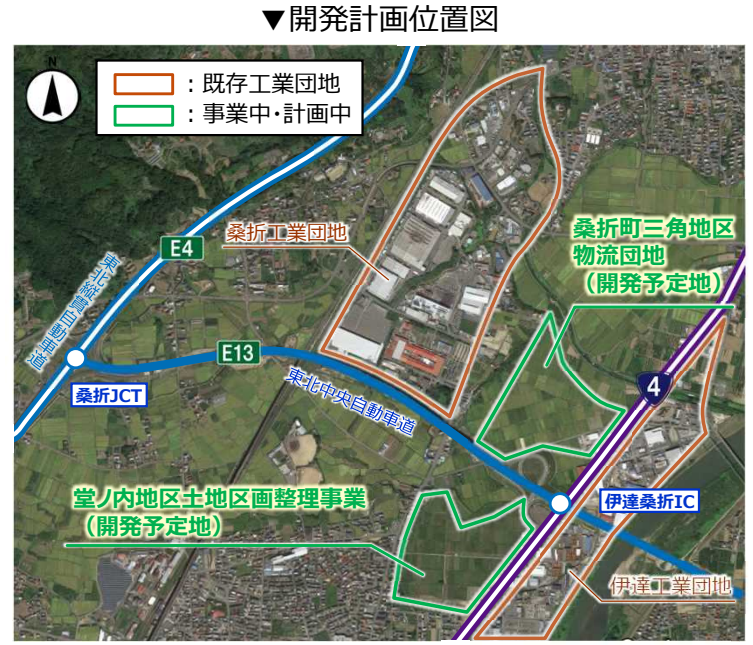 ▼開発計画位置図
N
：既存工業団地
：事業中・計画中
桑折工業団地
桑折町三角地区
物流団地
（開発予定地）
E4
東北縦貫自動車道
E13
4
桑折JCT
東北中央自動車道
堂ノ内地区土地区画整理事業
（開発予定地）
伊達桑折IC
伊達工業団地